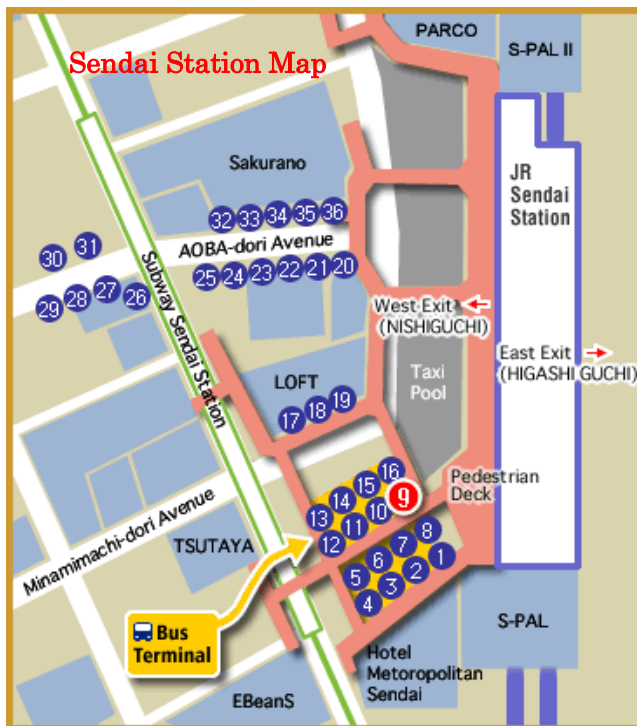 PARCO
S-PAL II
Sendai Station Map
JR
Sendai
Station
Sakurano
32 33 34 35 36
30 31
AOBA-dori Avenue
25 24 23 22 21 20
29 28 27 26
Subway Sendai Station
West Exit
(NISHIGUCHI)
East Exit
(HIGASHI GUCHI)
Taxi
Pool
LOFT
17 18 19
Pedestrian
Deck
13 14 15 16
12 11 10 9
Minamimachi-dori Avenue
TSUTAYA
5 6 7 8
4 3 2 1
Bus
Terminal
S-PAL
Hotel
Metoropolitan
Sendai
EBeanS